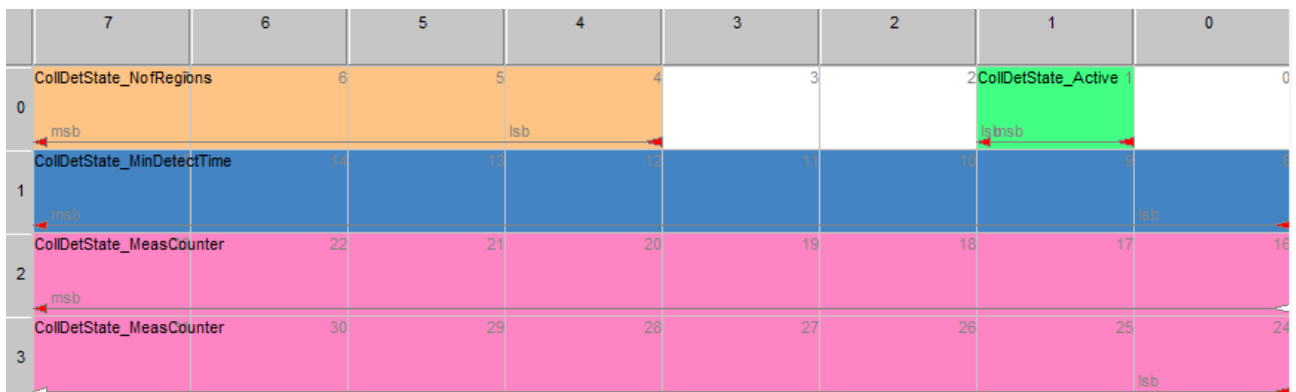 7 6 5 4 3 2 1 0
CollDetState_NofRegions 6 5 4 3 2 CollDetState_Active 1 0
0
msb lsb lsb msb
CollDetState_MinDetectTime 14 13 12 11 10 9 8
1
msb lsb
CollDetState_MeasCounter 22 21 20 19 18 17 16
2
msb
CollDetState_MeasCounter 30 29 28 27 26 25 24
3
lsb